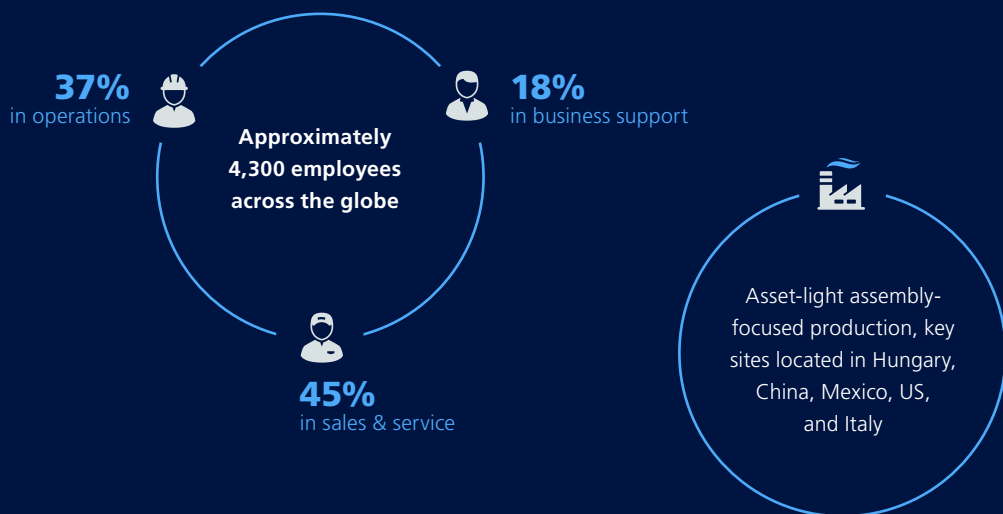 37%
in operations
18%
in business support
Approximately
4,300 employees
across the globe
45%
in sales & service
Asset-light assembly-
focused production, key
sites located in Hungary,
China, Mexico, US,
and Italy